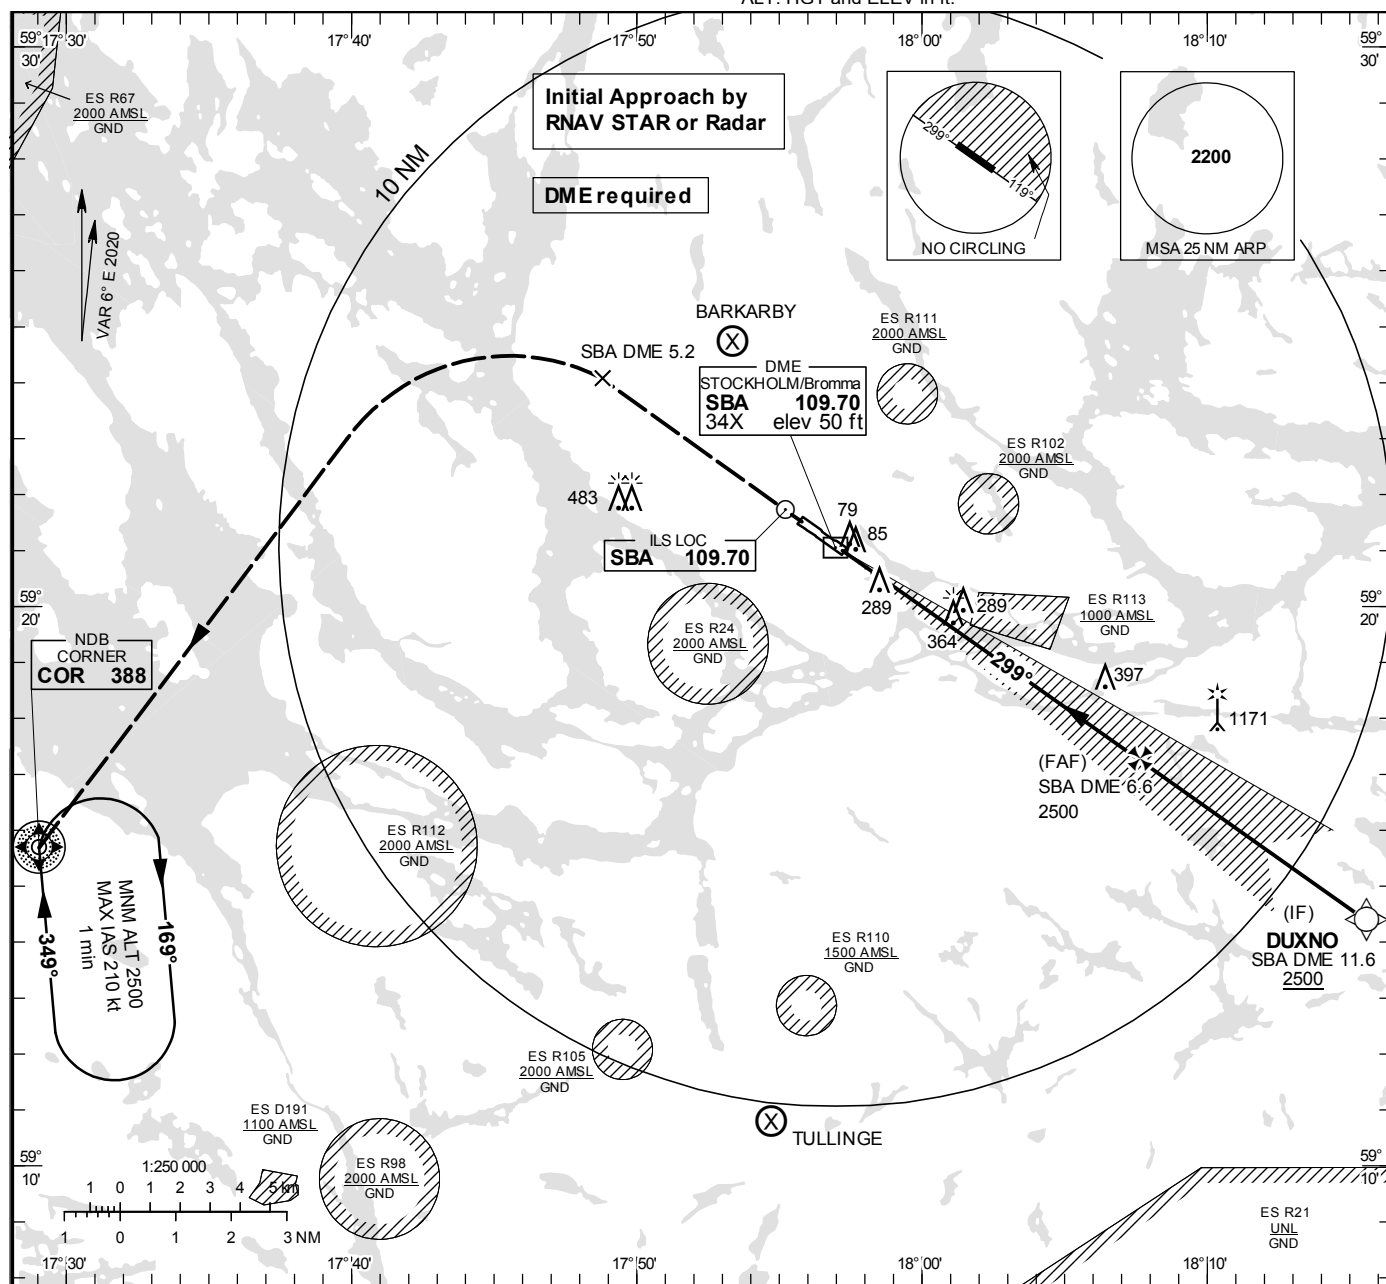 ALT. HGT and ELEV in ft.
59° 17°30' 17°40' 17°50' 18°00' 18°10' 59°
30' 30'
ES R67
2000 AMSL
GND
Initial Approach by
RNAV STAR or Radar
DME required
10 NM
299°
119°
NO CIRCLING
2200
MSA 25 NM ARP
VAR 6° E 2020
BARKARBY
X
SBA DME 5.2
ES R111
2000 AMSL
GND
DME
STOCKHOLM/Bromma
SBA 109.70
34X elev 50 ft
ES R102
2000 AMSL
GND
483
79
85
ILS LOC
SBA 109.70
289
289
364
ES R113
1000 AMSL
GND
59°
20'
59°
20'
ES R24
2000 AMSL
GND
299°
397
1171
NDB
CORNER
COR 388
(FAF)
SBA DME 6.6
2500
ES R112
2000 AMSL
GND
349°
MNM ALT 2500
MAX IAS 210 kt
1 min
169°
(IF)
DUXNO
SBA DME 11.6
2500
ES R110
1500 AMSL
GND
ES R105
2000 AMSL
GND
X
TULLINGE
ES D191
1100 AMSL
GND
59°
10'
59°
10'
ES R98
2000 AMSL
GND
1:250 000
1 0 1 2 3 4 5 km
1 0 1 2 3 NM
ES R21
UNL
GND
17°30' 17°40' 17°50' 18°00' 18°10'